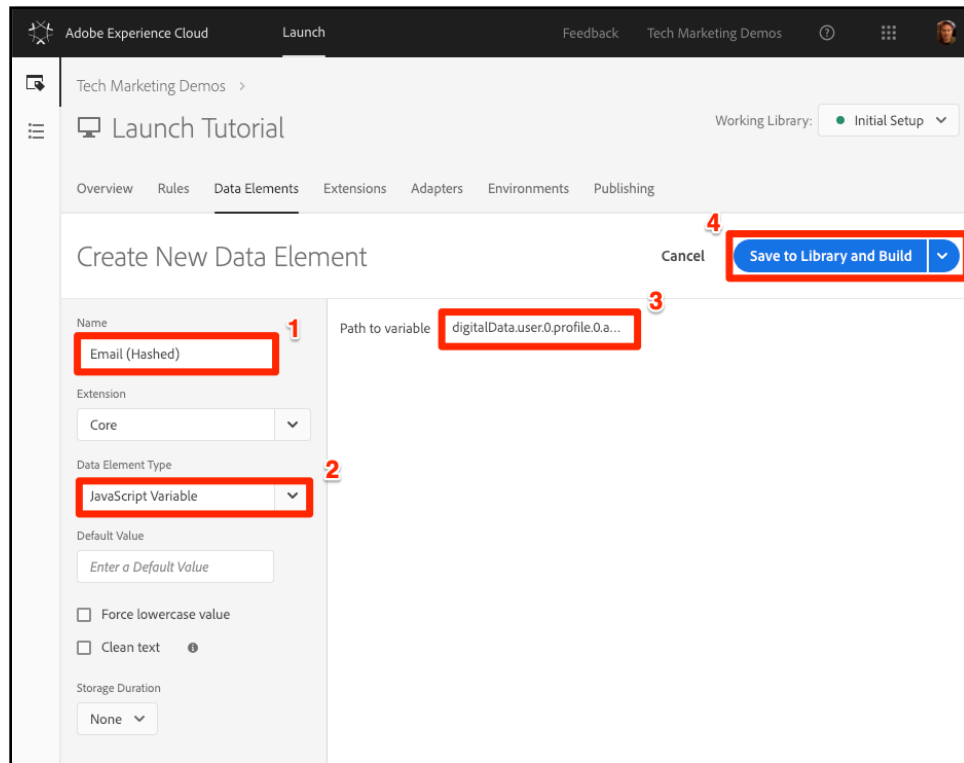 Adobe Experience Cloud Launch Feedback Tech Marketing Demos ?
Tech Marketing Demos >
Launch Tutorial
Working Library: Initial Setup
Overview Rules Data Elements Extensions Adapters Environments Publishing
4
Create New Data Element Cancel Save to Library and Build
3
Name
1
Path to variable digitalData.user.0.profile.0.a...
Email (Hashed)
Extension
Core
Data Element Type
2
JavaScript Variable
Default Value
Enter a Default Value
Force lowercase value
Clean text i
Storage Duration
None